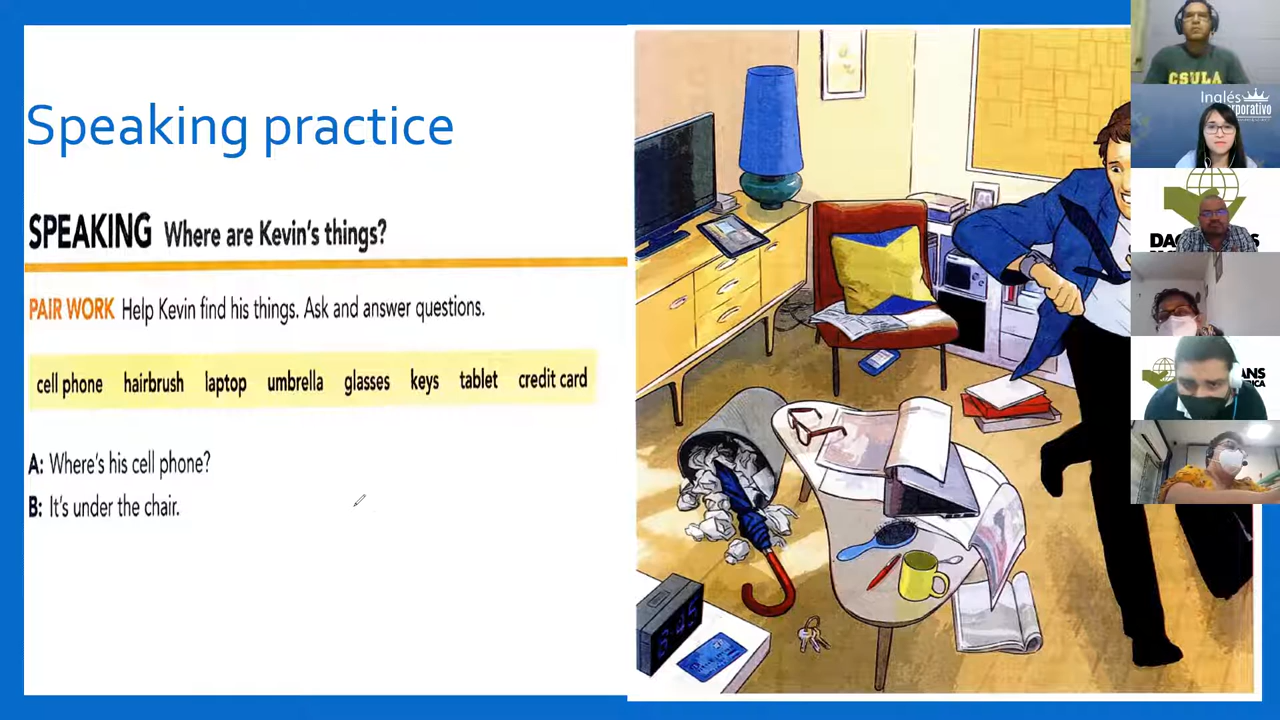 Speaking practice
SPEAKING Where are Kevin's things?
PAIR WORK Help Kevin find his things. Ask and answer questions.
cell phone hairbrush laptop umbrella glasses keys tablet credit card
A: Where's his cell phone?
B: It's under the chair.
CSULA
Inglés